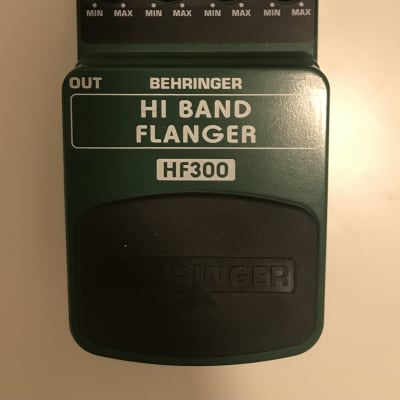 MIN MAX MIN MAX MIN MAX MIN MAX
OUT BEHRINGER
HI BAND
FLANGER
HF300
BEHRINGER